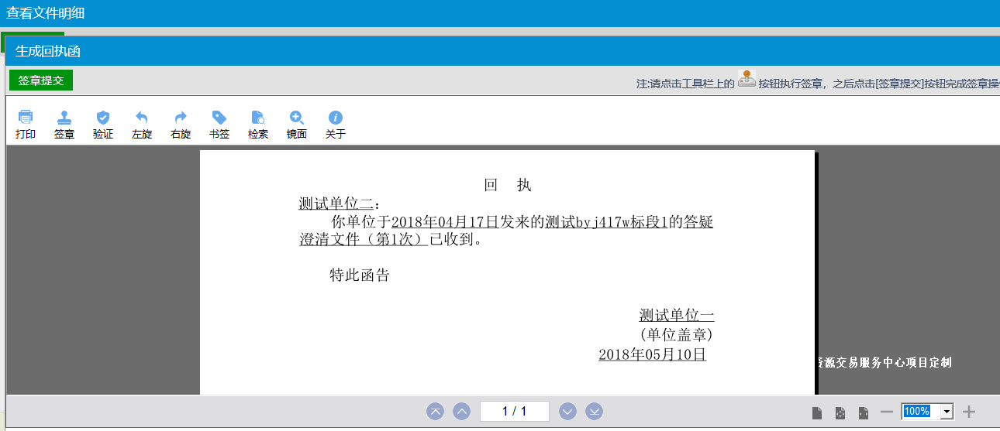 查看文件明细
生成回执函
签章提交
注:请点击工具栏上的 按钮执行签章，之后点击[签章提交]按钮完成签章操
打印 签章 验证 左旋 右旋 书签 检索 镜面 关于
回 执
测试单位二：
你单位于2018年04月17日发来的测试byj417w标段1的答疑
澄清文件（第1次）已收到。
特此函告
测试单位一
(单位盖章)
2018年05月10日
资源交易服务中心项目定制
1 / 1
100%